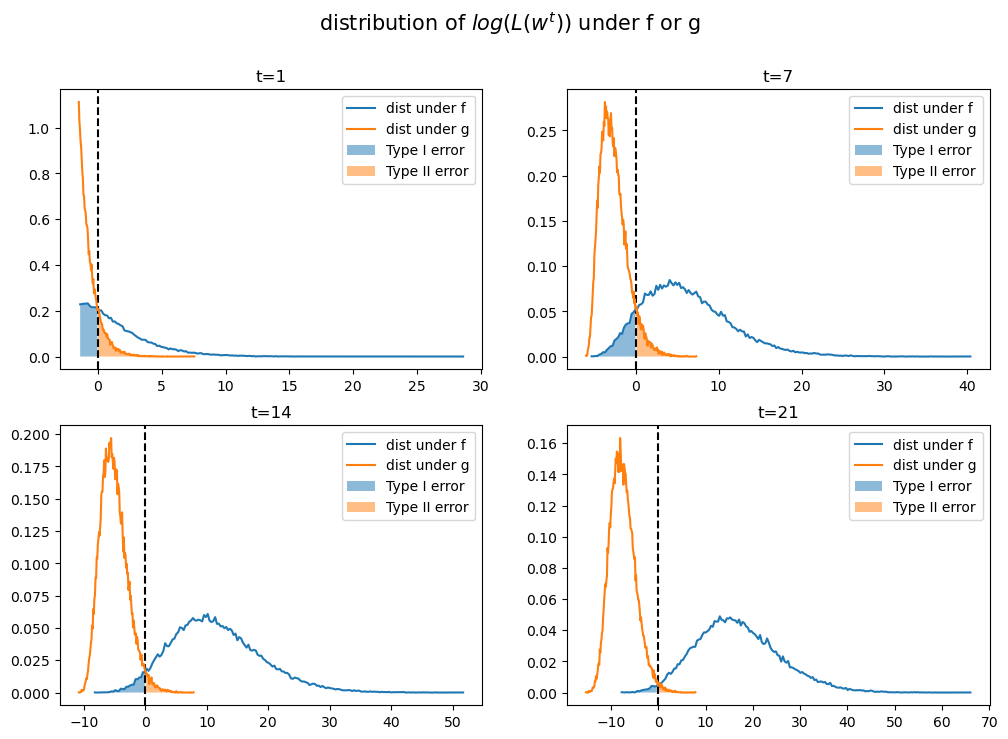 distribution of log(L(w^t)) under f or g
t=1
1.0
0.8
0.6
0.4
0.2
0.0
0 5 10 15 20 25 30
dist under f
dist under g
Type I error
Type II error
t=7
0.25
0.20
0.15
0.10
0.05
0.00
0 10 20 30 40
dist under f
dist under g
Type I error
Type II error
t=14
0.200
0.175
0.150
0.125
0.100
0.075
0.050
0.025
0.000
−10 0 10 20 30 40 50
dist under f
dist under g
Type I error
Type II error
t=21
0.16
0.14
0.12
0.10
0.08
0.06
0.04
0.02
0.00
−10 0 10 20 30 40 50 60 70
dist under f
dist under g
Type I error
Type II error